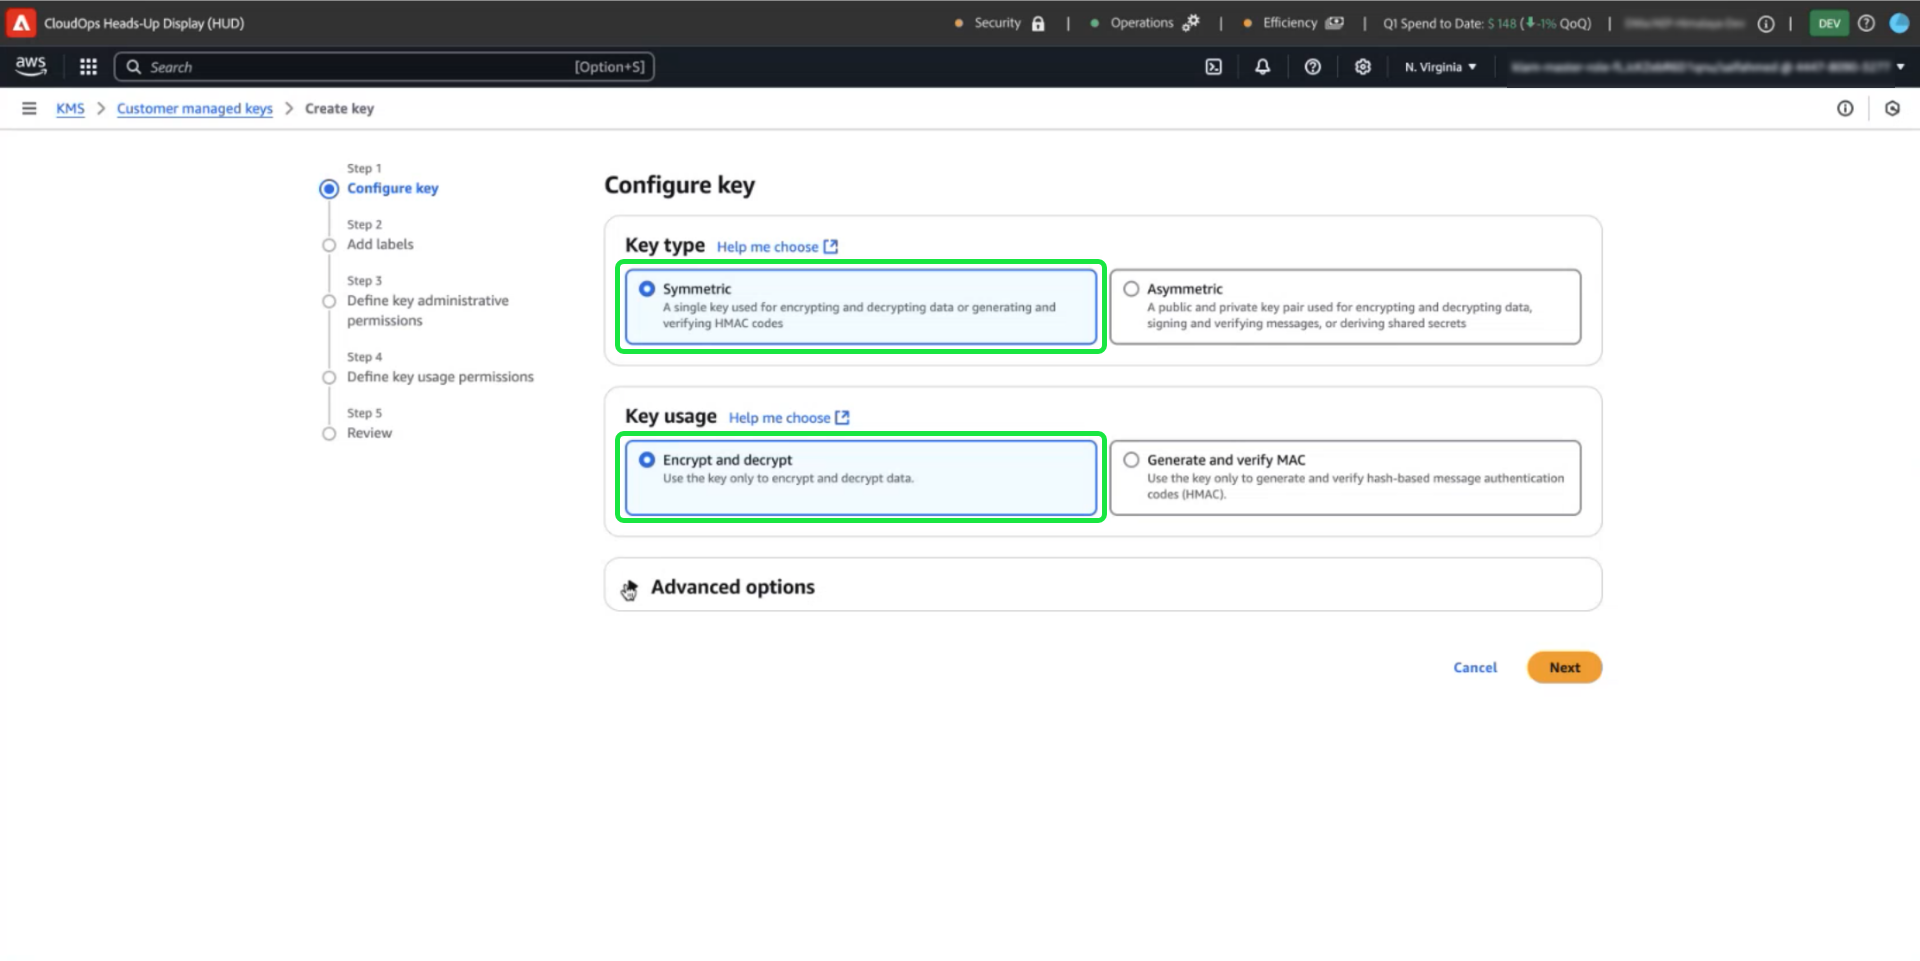 CloudOps Heads-Up Display (HUD)
Security | Operations | Efficiency | Q1 Spend to Date: $ 148 (-1% QoQ) | | DEV
aws Search [Option+S] N. Virginia
KMS > Customer managed keys > Create key
Step 1
Configure key
Step 2
Add labels
Step 3
Define key administrative
permissions
Step 4
Define key usage permissions
Step 5
Review
Configure key
Key type Help me choose
Symmetric
A single key used for encrypting and decrypting data or generating and
verifying HMAC codes
Asymmetric
A public and private key pair used for encrypting and decrypting data,
signing and verifying messages, or deriving shared secrets
Key usage Help me choose
Encrypt and decrypt
Use the key only to encrypt and decrypt data.
Generate and verify MAC
Use the key only to generate and verify hash-based message authentication
codes (HMAC).
Advanced options
Cancel Next